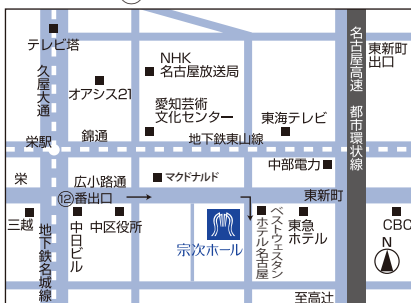 テレビ塔
久屋大通
NHK
名古屋放送局
オアシス21
愛知芸術
文化センター
東海テレビ
名古屋高速 都市環状線
東新町
出口
栄駅
錦通
地下鉄東山線
中部電力
栄
広小路通
マクドナルド
東新町
⑫番出口
三越
地下鉄名城線
中日ビル
中区役所
宗次ホール
ベストウェスタン
ホテル名古屋
東急
ホテル
CBC
N
至高辻